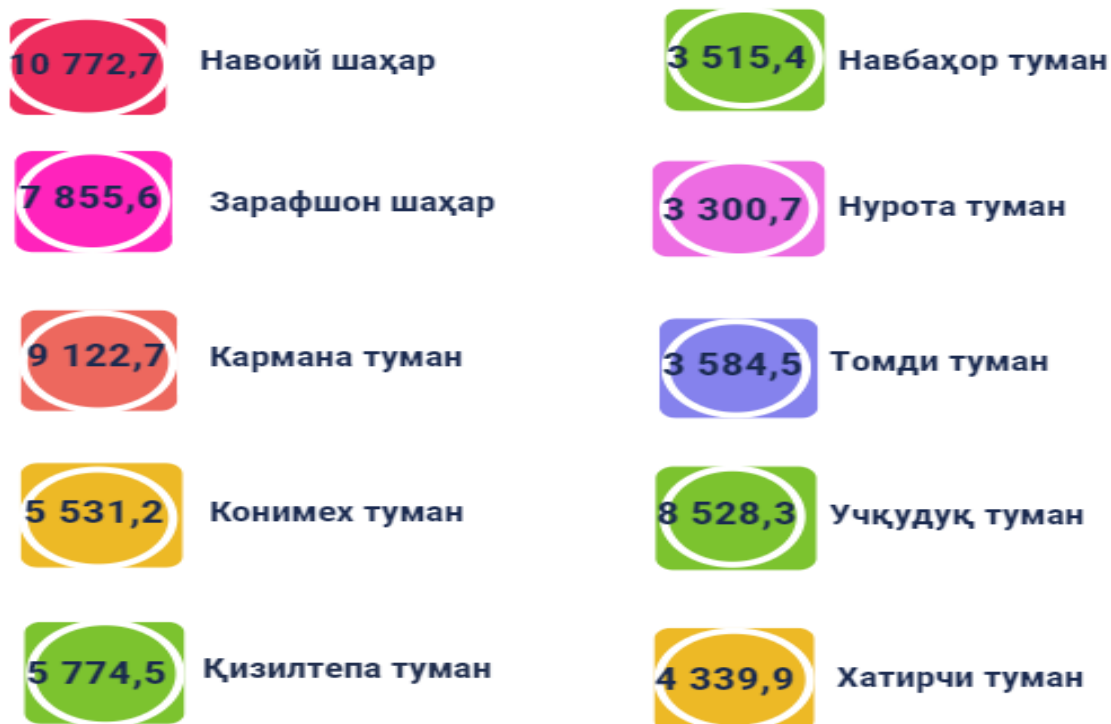 10 772,7 Навоий шаҳар
7 855,6 Зарафшон шаҳар
9 122,7 Кармана туман
5 531,2 Конимех туман
5 774,5 Қизилтепа туман
3 515,4 Навбаҳор туман
3 300,7 Нурота туман
3 584,5 Томди туман
8 528,3 Учқудуқ туман
4 339,9 Хатирчи туман